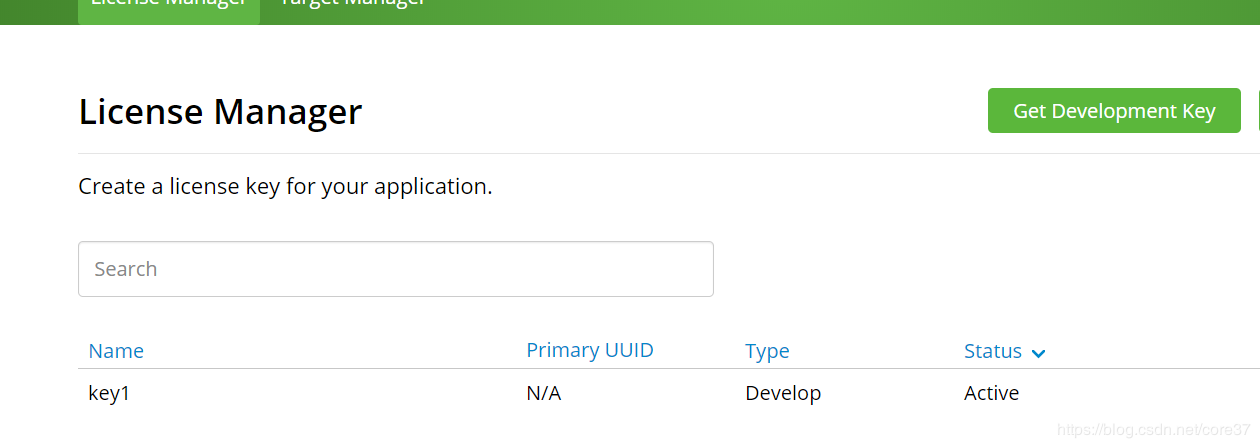 License Manager Target Manager
License Manager
Get Development Key
Create a license key for your application.
Search
Name Primary UUID Type Status
key1 N/A Develop Active
https://blog.csdn.net/core37